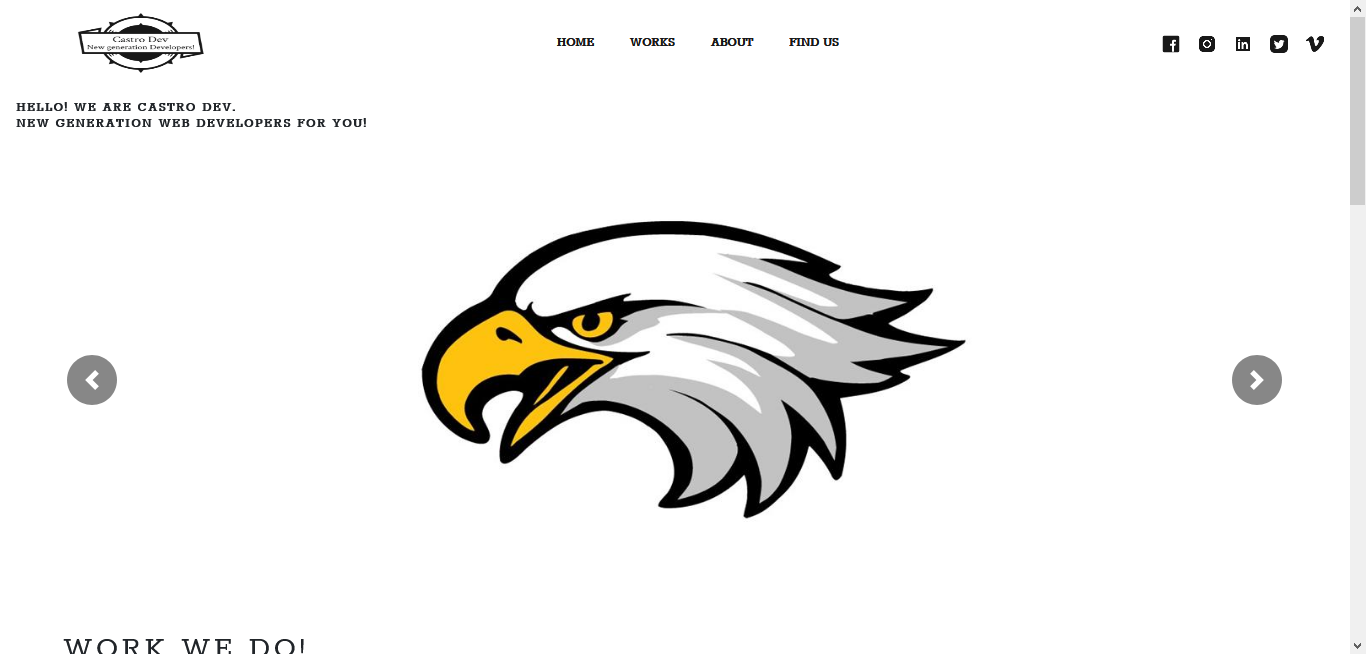 Castro Dev
New generation Developers!
HOME WORKS ABOUT FIND US
HELLO! WE ARE CASTRO DEV.
NEW GENERATION WEB DEVELOPERS FOR YOU!
WORK WE DO!